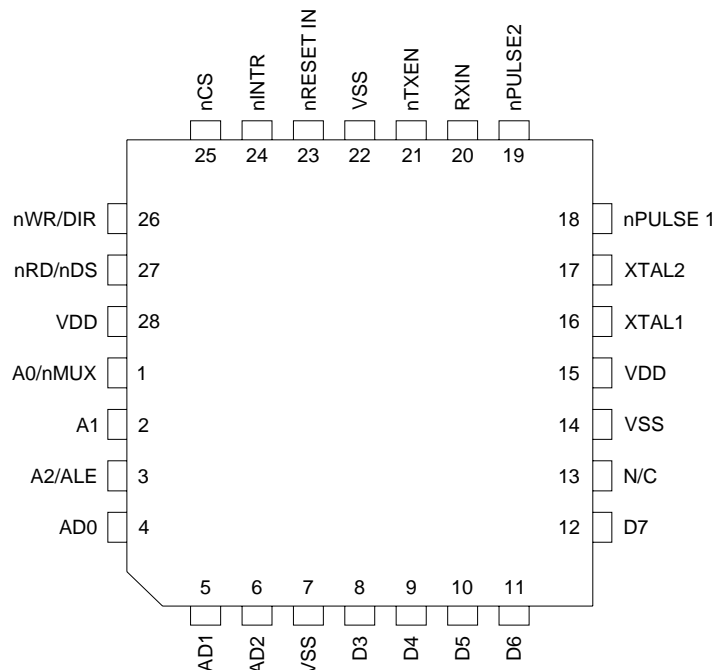 nCS
nINTR
nRESET IN
VSS
nTXEN
RXIN
nPULSE2
25
24
23
22
21
20
19
nWR/DIR 26
18 nPULSE 1
nRD/nDS 27
17 XTAL2
VDD 28
16 XTAL1
A0/nMUX 1
15 VDD
A1 2
14 VSS
A2/ALE 3
13 N/C
AD0 4
12 D7
5
6
7
8
9
10
11
AD1
AD2
VSS
D3
D4
D5
D6